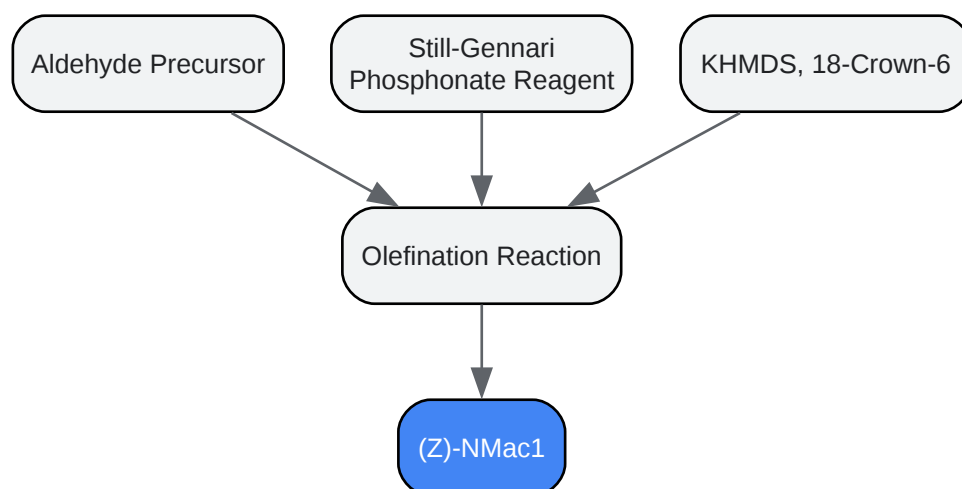 Aldehyde Precursor
Still-Gennari
Phosphonate Reagent
KHMDS, 18-Crown-6
Olefination Reaction
(Z)-NMac1